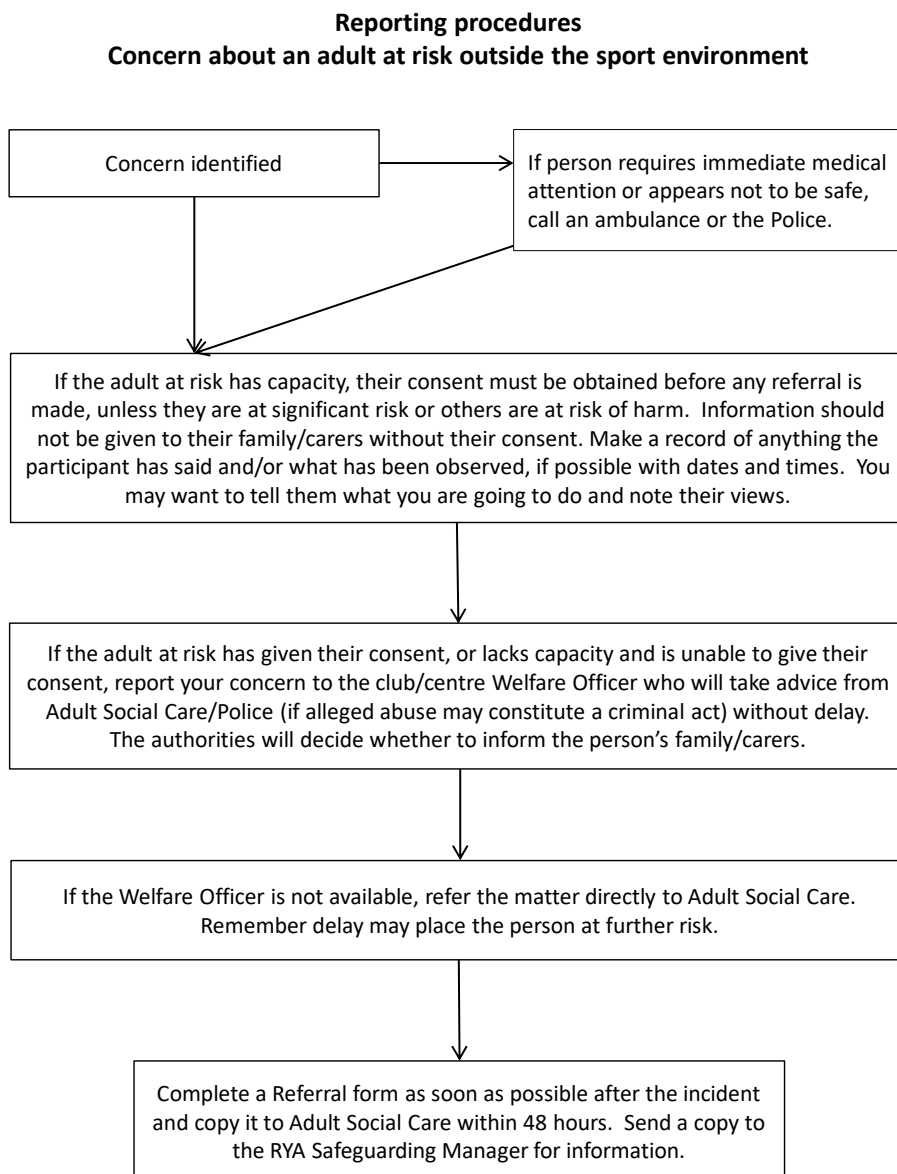 Reporting procedures
Concern about an adult at risk outside the sport environment
Concern identified
If person requires immediate medical
attention or appears not to be safe,
call an ambulance or the Police.
If the adult at risk has capacity, their consent must be obtained before any referral is
made, unless they are at significant risk or others are at risk of harm.  Information should
not be given to their family/carers without their consent. Make a record of anything the
participant has said and/or what has been observed, if possible with dates and times.  You
may want to tell them what you are going to do and note their views.
If the adult at risk has given their consent, or lacks capacity and is unable to give their
consent, report your concern to the club/centre Welfare Officer who will take advice from
Adult Social Care/Police (if alleged abuse may constitute a criminal act) without delay.
The authorities will decide whether to inform the person’s family/carers.
If the Welfare Officer is not available, refer the matter directly to Adult Social Care.
Remember delay may place the person at further risk.
Complete a Referral form as soon as possible after the incident
and copy it to Adult Social Care within 48 hours.  Send a copy to
the RYA Safeguarding Manager for information.